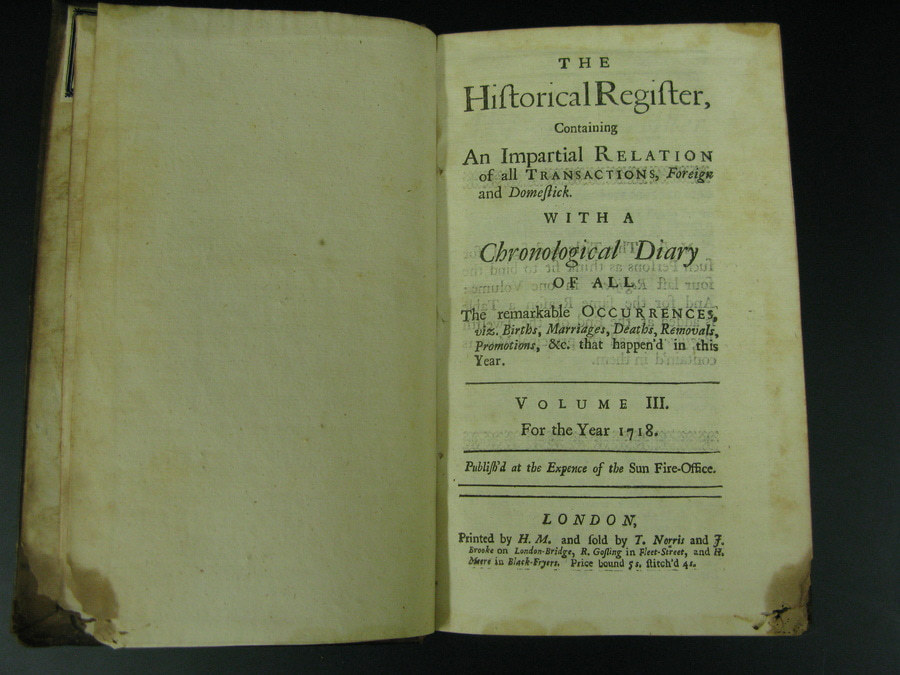 THE
Hiſtorical Regiſter,
Containing
An Impartial RELATION
of all TRANSACTIONS, Foreign
and Domeſtick.
WITH A
Chronological Diary
OF ALL
The remarkable OCCURRENCES,
viz. Births, Marriages, Deaths, Removals,
Promotions, &c. that happen'd in this
Year.
VOLUME III.
For the Year 1718.
Publiſh'd at the Expence of the Sun Fire-Office.
LONDON,
Printed by H. M. and ſold by T. Norris and J.
Brooke on London-Bridge, R. Goſling in Fleet-Street, and H.
Meere in Black-Fryers. Price bound 5s. ſtitch'd 4s.